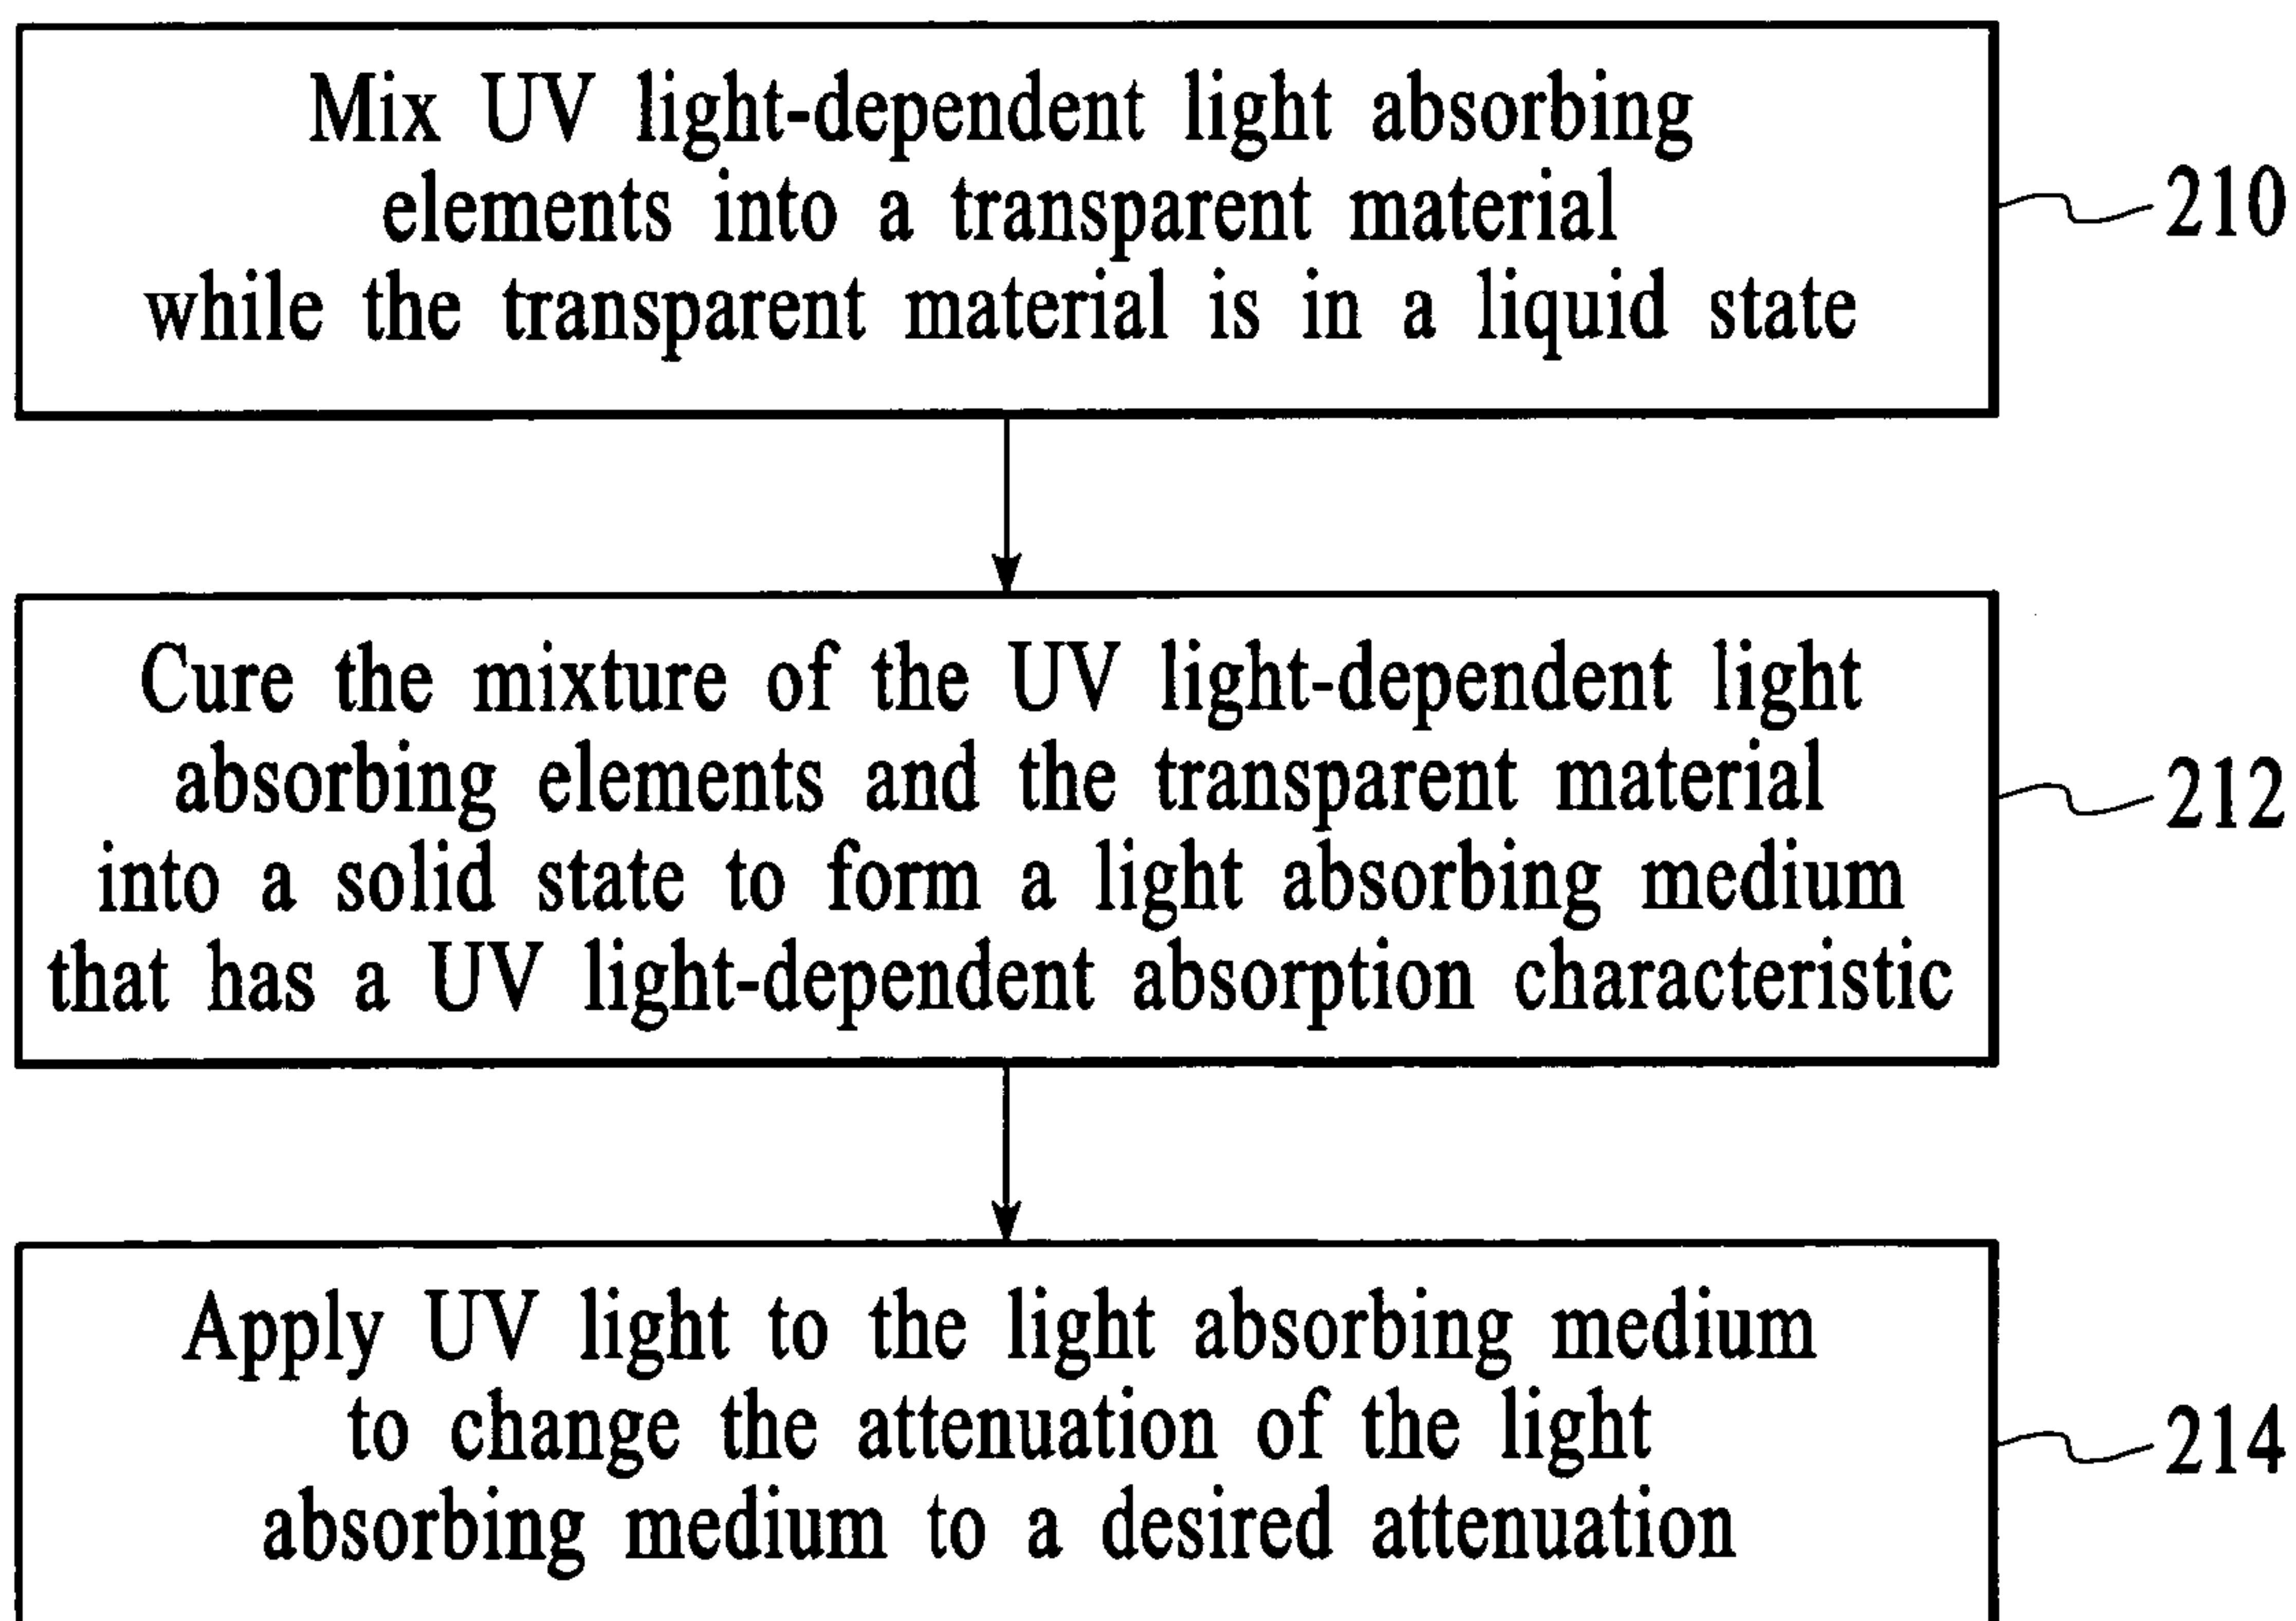 Mix UV light-dependent light absorbing
elements into a transparent material
while the transparent material is in a liquid state
210
Cure the mixture of the UV light-dependent light
absorbing elements and the transparent material
into a solid state to form a light absorbing medium
that has a UV light-dependent absorption characteristic
212
Apply UV light to the light absorbing medium
to change the attenuation of the light
absorbing medium to a desired attenuation
214